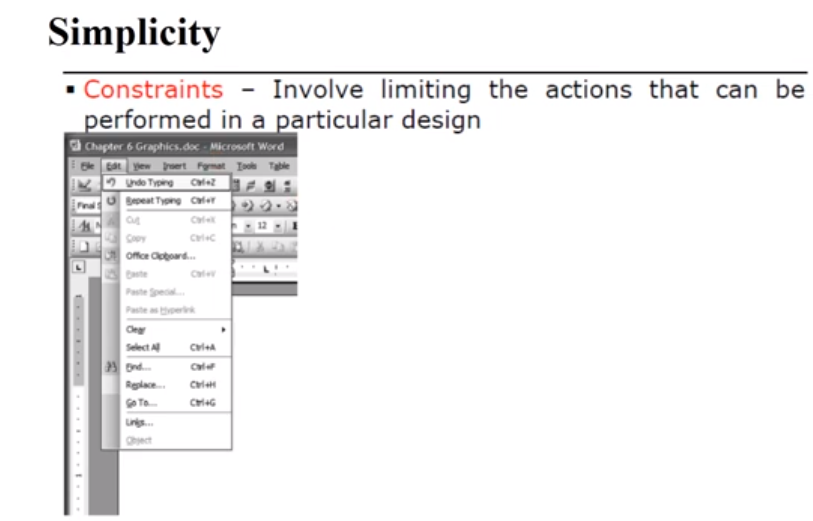 Simplicity
▪ Constraints – Involve limiting the actions that can be
performed in a particular design
Chapter 6 Graphics.doc - Microsoft Word
File Edit View Insert Format Tools Table
Undo Typing Ctrl+Z
Final
Repeat Typing Ctrl+Y
Cut Ctrl+X
12
Copy Ctrl+C
Office Clipboard...
Paste Ctrl+V
Paste Special...
Paste as Hyperlink
Clear
Select All Ctrl+A
Find... Ctrl+F
Replace... Ctrl+H
Go To... Ctrl+G
Links...
Object